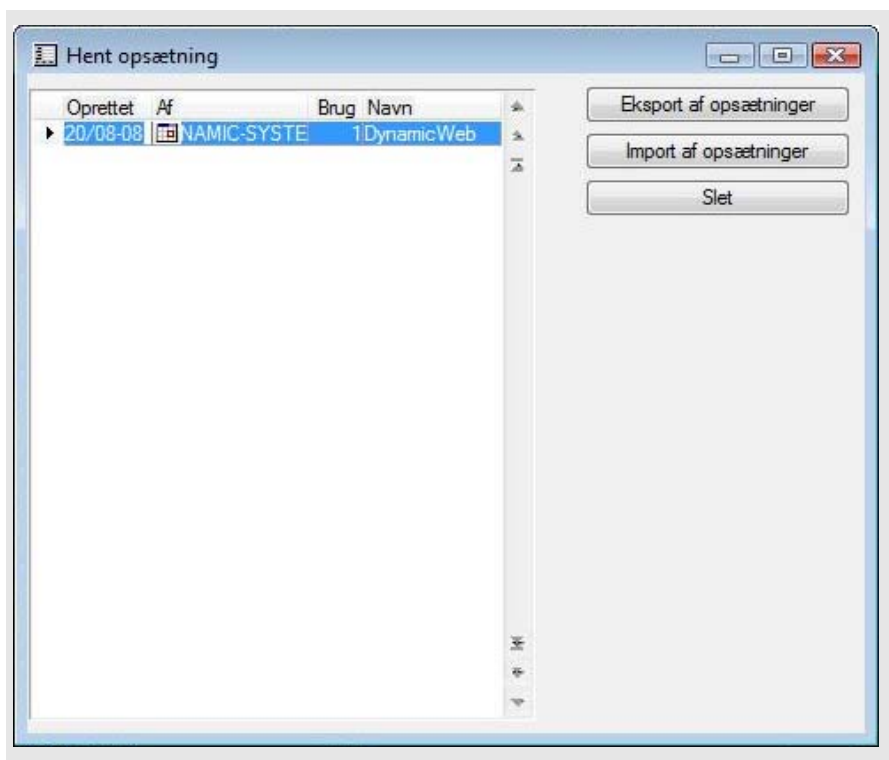 Hent opsætning
Oprettet Af Brug Navn
20/08-08 NAMIC-SYSTE 1 DynamicWeb
Eksport af opsætninger
Import af opsætninger
Slet